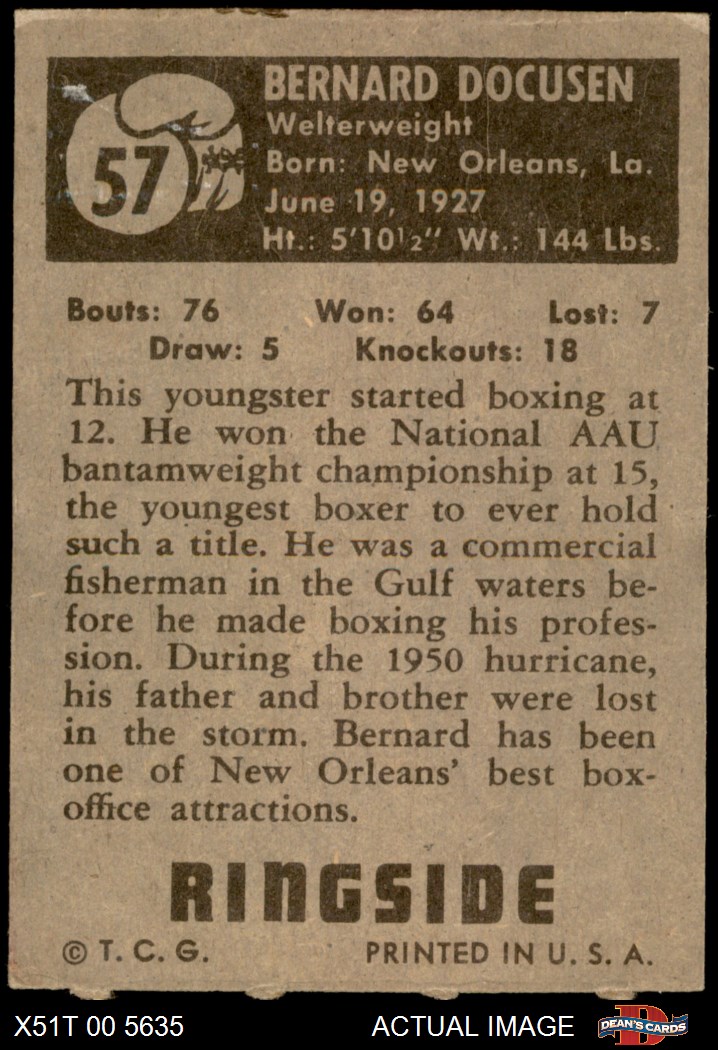 BERNARD DOCUSEN
57
Welterweight
Born: New Orleans, La.
June 19, 1927
Ht.: 5'10½" Wt.: 144 Lbs.
Bouts: 76 Won: 64 Lost: 7
Draw: 5 Knockouts: 18
This youngster started boxing at
12. He won the National AAU
bantamweight championship at 15,
the youngest boxer to ever hold
such a title. He was a commercial
fisherman in the Gulf waters be-
fore he made boxing his profes-
sion. During the 1950 hurricane,
his father and brother were lost
in the storm. Bernard has been
one of New Orleans' best box-
office attractions.
RINGSIDE
© T. C. G. PRINTED IN U. S. A.
X51T 00 5635 ACTUAL IMAGE D DEAN'S CARDS